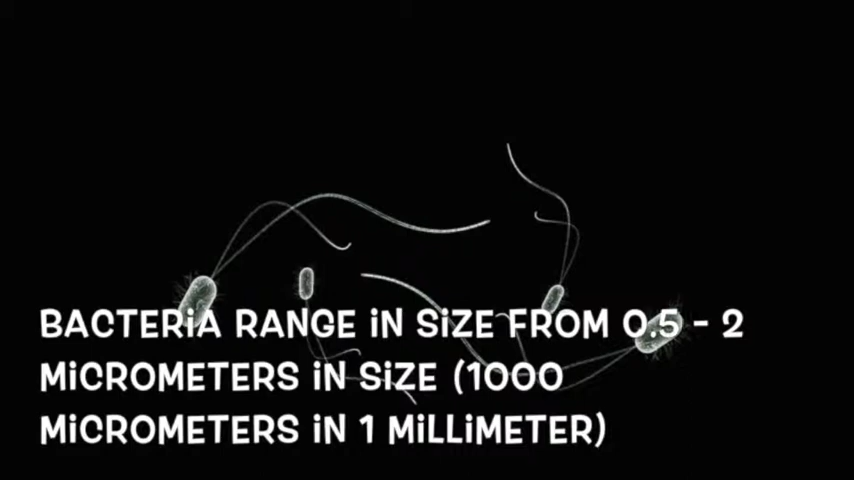 BACTERiA RANGE iN SiZE FROM 0.5 - 2
MiCROMETERS iN SiZE (1000
MiCROMETERS iN 1 MiLLiMETER)